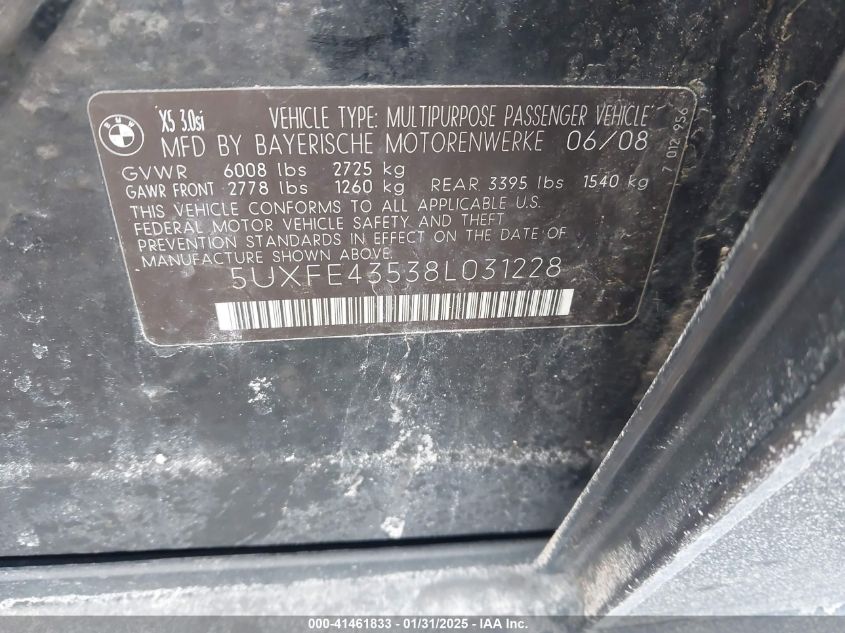 BMW
X5 3.0si VEHICLE TYPE: MULTIPURPOSE PASSENGER VEHICLE
MFD BY BAYERISCHE MOTORENWERKE 06/08
GVWR 6008 lbs 2725 kg
GAWR FRONT 2778 lbs 1260 kg REAR 3395 lbs 1540 kg
THIS VEHICLE CONFORMS TO ALL APPLICABLE U.S.
FEDERAL MOTOR VEHICLE SAFETY AND THEFT
PREVENTION STANDARDS IN EFFECT ON THE DATE OF
MANUFACTURE SHOWN ABOVE.
5UXFE43538L031228
7 012 956
000-41461833 - 01/31/2025 - IAA Inc.